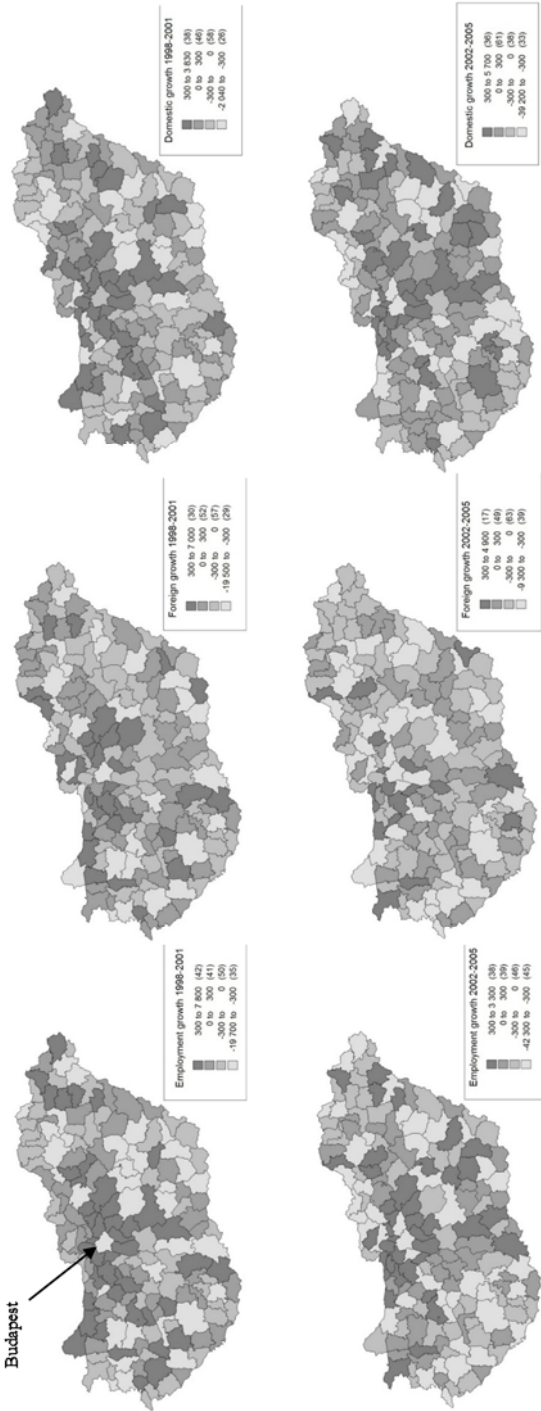 Budapest
Employment growth 1998-2001
300 to 7 800 (42)
0 to 300 (41)
-300 to 0 (50)
-19 700 to -300 (35)
Foreign growth 1998-2001
300 to 7 000 (30)
0 to 300 (52)
-300 to 0 (57)
-19 500 to -300 (29)
Domestic growth 1998-2001
300 to 3 830 (38)
0 to 300 (46)
-300 to 0 (58)
-2 040 to -300 (26)
Employment growth 2002-2005
300 to 3 300 (38)
0 to 300 (39)
-300 to 0 (46)
-42 300 to -300 (45)
Foreign growth 2002-2005
300 to 4 900 (17)
0 to 300 (49)
-300 to 0 (63)
-9 300 to -300 (39)
Domestic growth 2002-2005
300 to 5 700 (36)
0 to 300 (61)
-300 to 0 (38)
-39 200 to -300 (33)